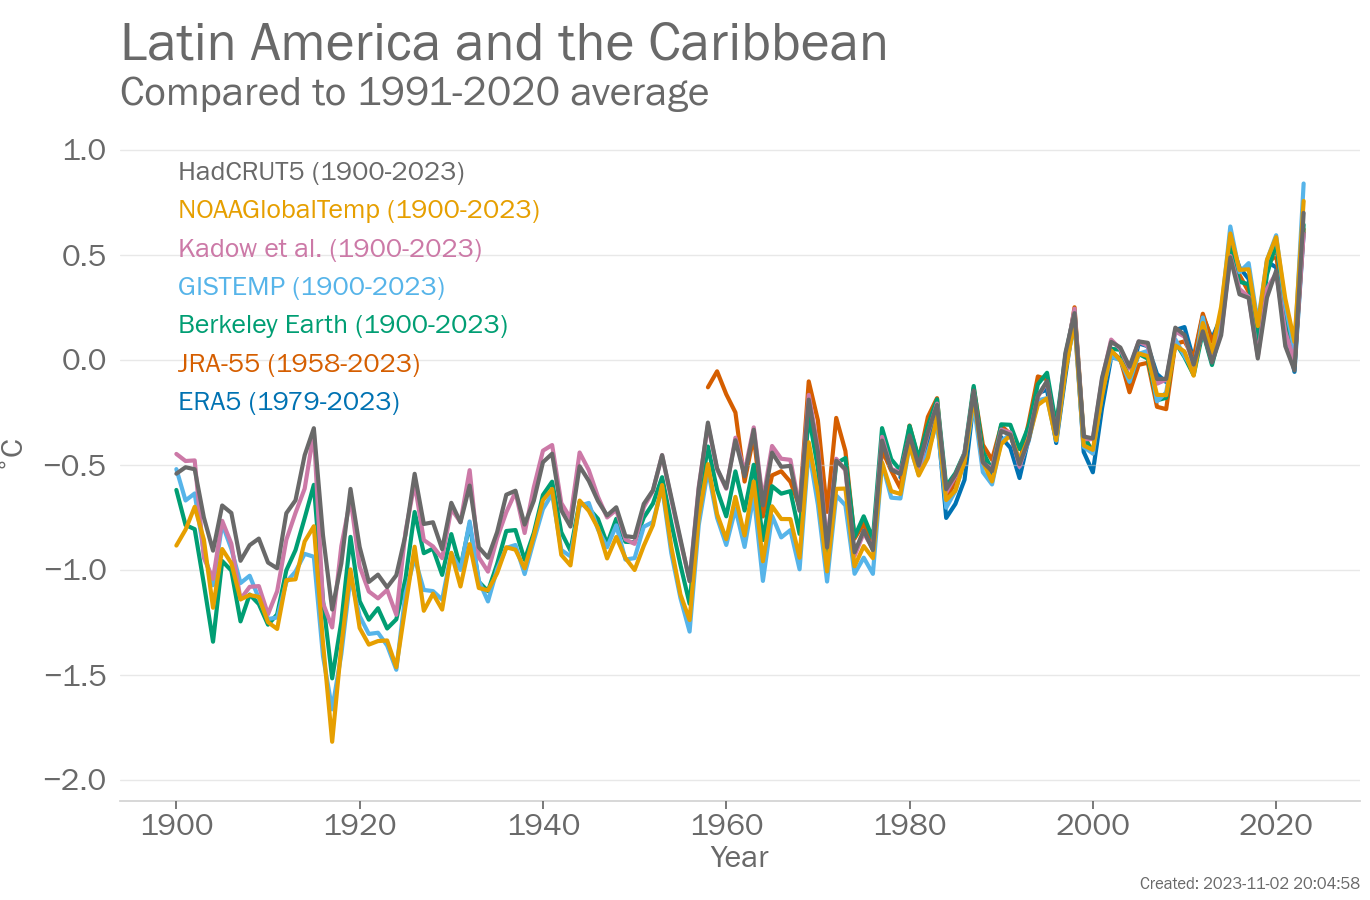 Latin America and the Caribbean
Compared to 1991-2020 average
1.0
HadCRUT5 (1900-2023)
NOAAGlobalTemp (1900-2023)
Kadow et al. (1900-2023)
0.5
GISTEMP (1900-2023)
Berkeley Earth (1900-2023)
0.0
JRA-55 (1958-2023)
ERA5 (1979-2023)
°C
−0.5
−1.0
−1.5
−2.0
1900 1920 1940 1960 1980 2000 2020
Year
Created: 2023-11-02 20:04:58